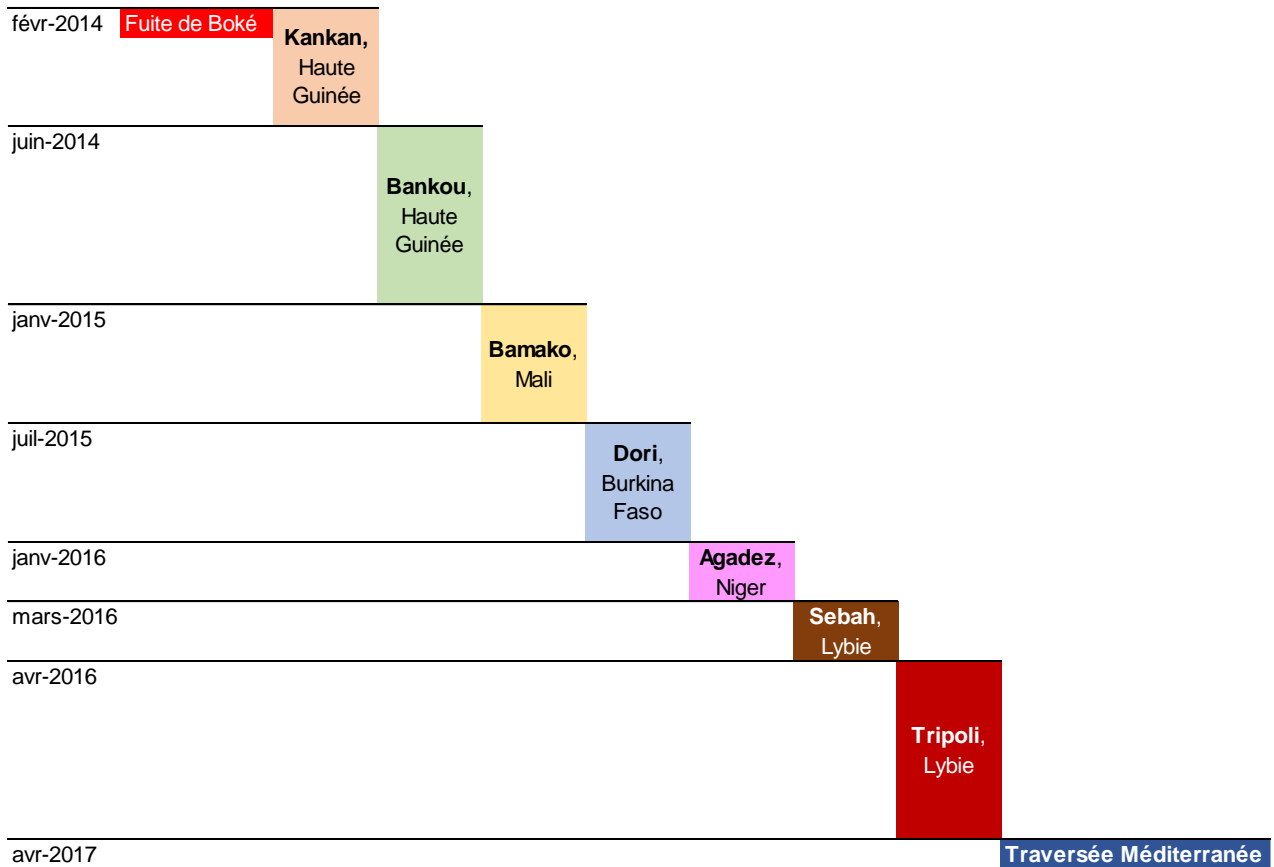 févr-2014
Fuite de Boké
Kankan,
Haute
Guinée
juin-2014
Bankou,
Haute
Guinée
janv-2015
Bamako,
Mali
juil-2015
Dori,
Burkina
Faso
janv-2016
Agadez,
Niger
mars-2016
Sebah,
Lybie
avr-2016
Tripoli,
Lybie
avr-2017
Traversée Méditerranée